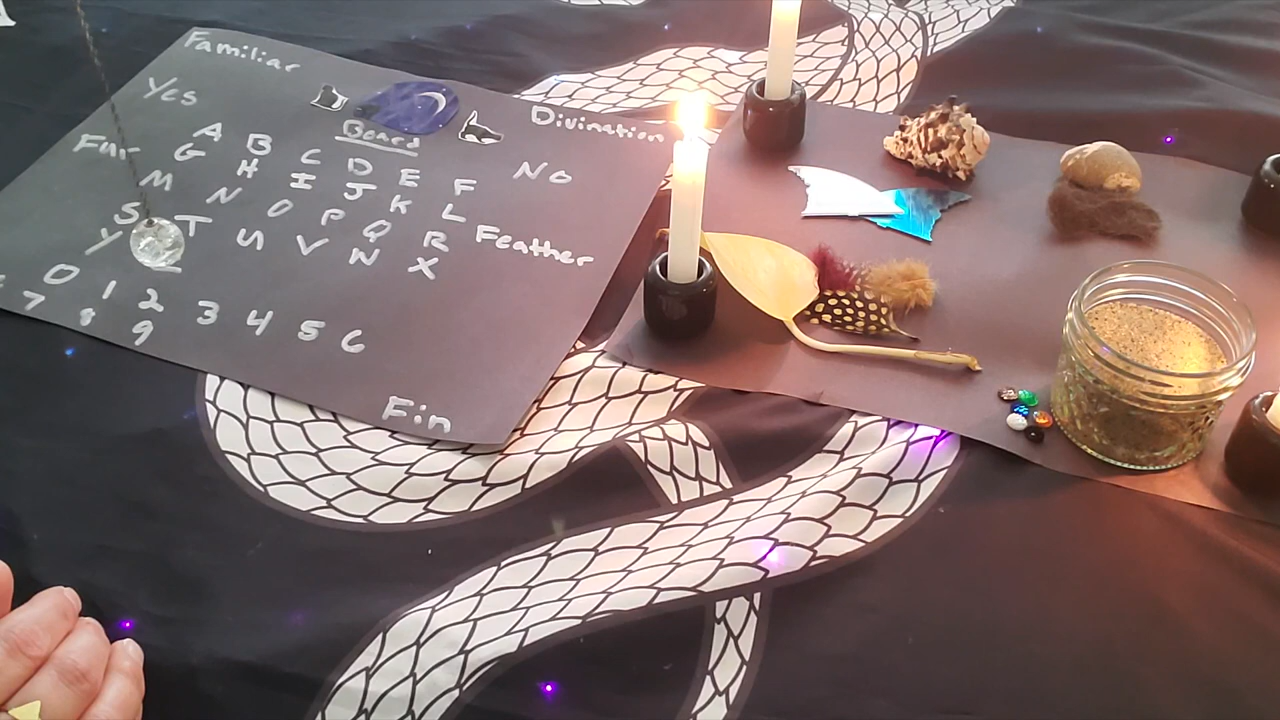 Familiar Divination
Board
Yes No
Fur Feather
A B C D E F
G H I J K L
M N O P Q R
S T U V W X
Y
0 1 2 3 4 5 6
7 8 9
Fin